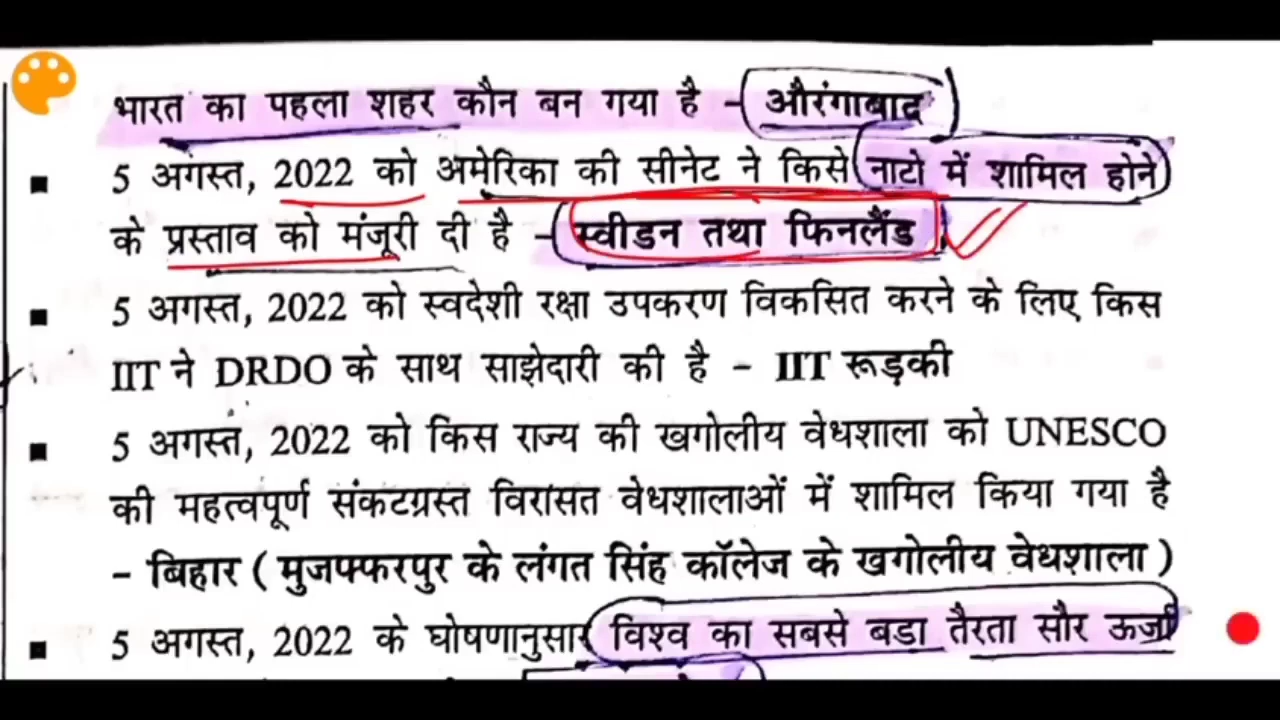 भारत का पहला शहर कौन बन गया है - औरंगाबाद
▪ 5 अगस्त, 2022 को अमेरिका की सीनेट ने किसे नाटो में शामिल होने
के प्रस्ताव को मंजूरी दी है - स्वीडन तथा फिनलैंड
▪ 5 अगस्त, 2022 को स्वदेशी रक्षा उपकरण विकसित करने के लिए किस
IIT ने DRDO के साथ साझेदारी की है - IIT रूड़की
▪ 5 अगस्त, 2022 को किस राज्य की खगोलीय वेधशाला को UNESCO
की महत्वपूर्ण संकटग्रस्त विरासत वेधशालाओं में शामिल किया गया है
- बिहार ( मुजफ्फरपुर के लंगत सिंह कॉलेज के खगोलीय वेधशाला )
▪ 5 अगस्त, 2022 के घोषणानुसार विश्व का सबसे बडा तैरता सौर ऊर्जा